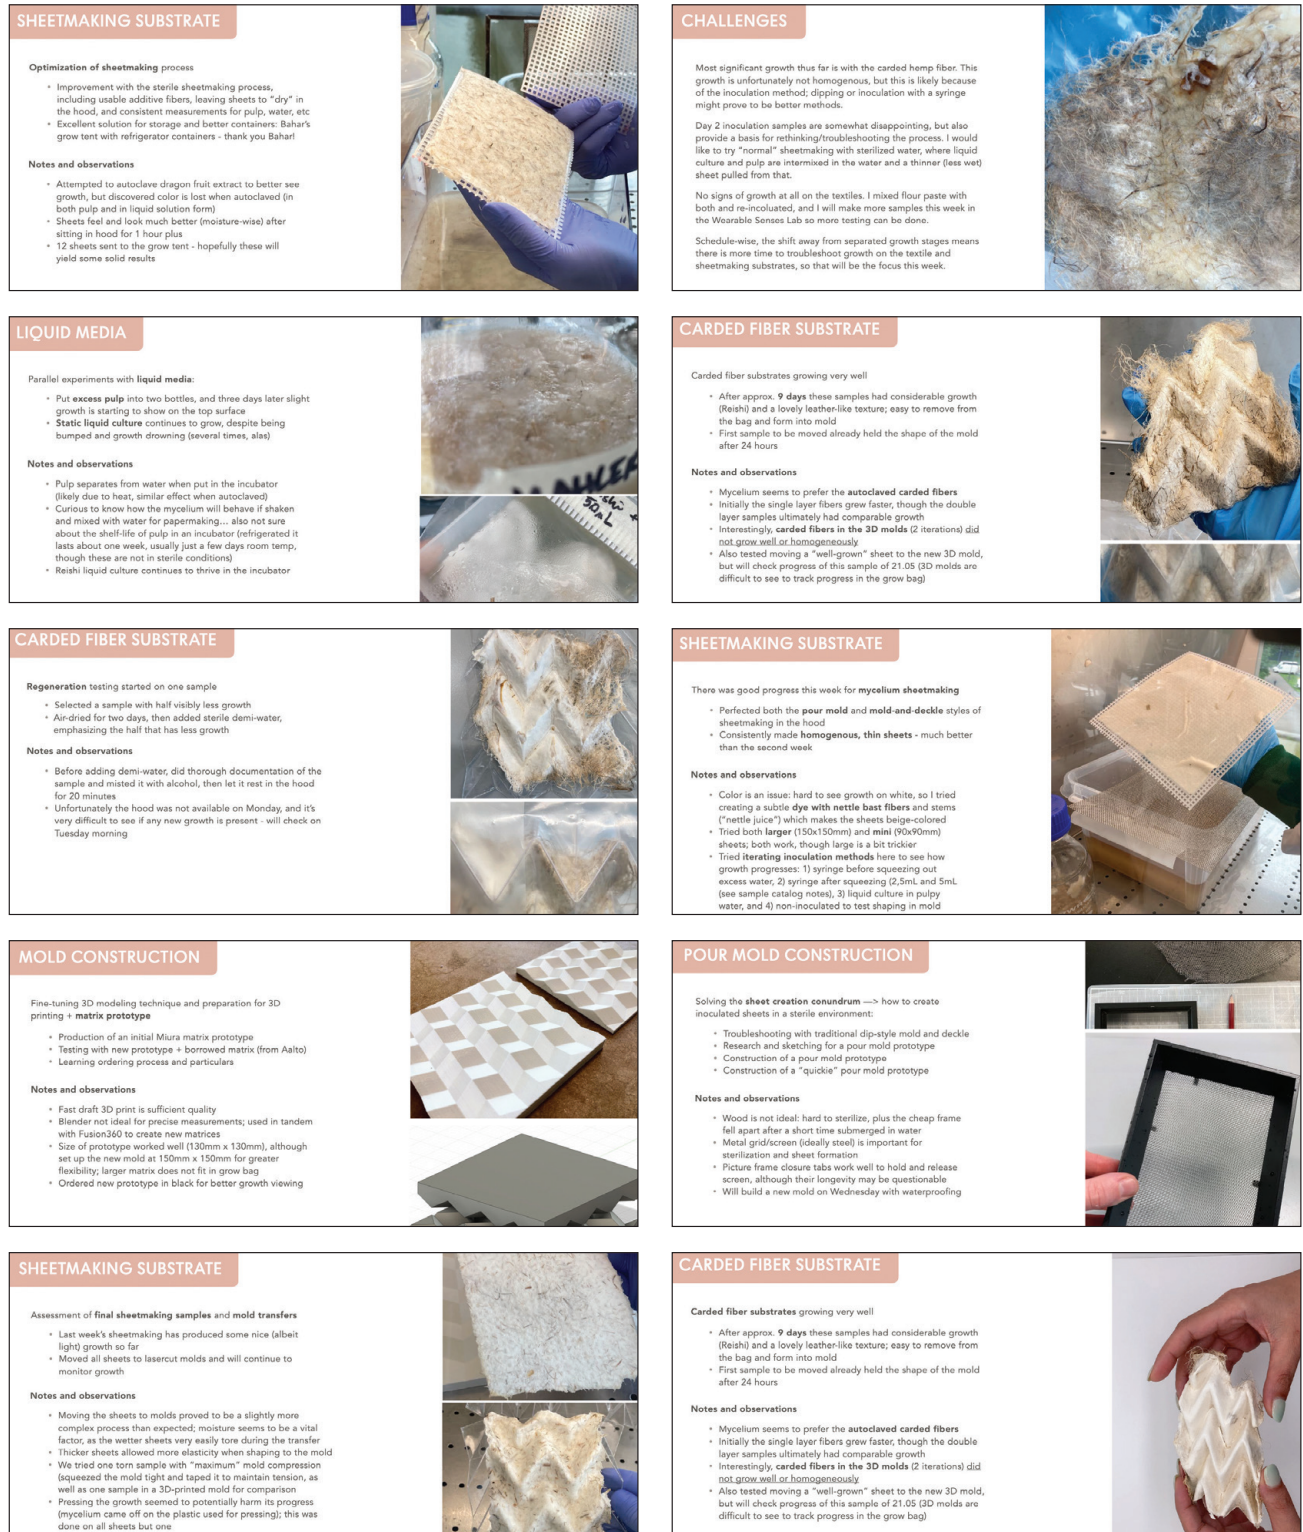 SHEETMAKING SUBSTRATE
Optimization of sheetmaking process
• Improvement with the sterile sheetmaking process,
including usable additive fibers, leaving sheets to “dry” in
the hood, and consistent measurements for pulp, water, etc
• Excellent solution for storage and better containers: Bahar’s
grow tent with refrigerator containers - thank you Bahar!
Notes and observations
• Attempted to autoclave dragon fruit extract to better see
growth, but discovered color is lost when autoclaved (in
both pulp and in liquid solution form)
• Sheets feel and look much better (moisture-wise) after
sitting in hood for 1 hour plus
• 12 sheets sent to the grow tent - hopefully these will
yield some solid results
CHALLENGES
Most significant growth thus far is with the carded hemp fiber. This
growth is unfortunately not homogenous, but this is likely because
of the inoculation method; dipping or inoculation with a syringe
might prove to be better methods.
Day 2 inoculation samples are somewhat disappointing, but also
provide a basis for rethinking/troubleshooting the process. I would
like to try “normal” sheetmaking with sterilized water, where liquid
culture and pulp are intermixed in the water and a thinner (less wet)
sheet pulled from that.
No signs of growth at all on the textiles. I mixed flour paste with
both and re-incoluated, and I will make more samples this week in
the Wearable Senses Lab so more testing can be done.
Schedule-wise, the shift away from separated growth stages means
there is more time to troubleshoot growth on the textile and
sheetmaking substrates, so that will be the focus this week.
LIQUID MEDIA
Parallel experiments with liquid media:
• Put excess pulp into two bottles, and three days later slight
growth is starting to show on the top surface
• Static liquid culture continues to grow, despite being
bumped and growth drowning (several times, alas)
Notes and observations
• Pulp separates from water when put in the incubator
(likely due to heat, similar effect when autoclaved)
• Curious to know how the mycelium will behave if shaken
and mixed with water for papermaking… also not sure
about the shelf-life of pulp in an incubator (refrigerated it
lasts about one week, usually just a few days room temp,
though these are not in sterile conditions)
• Reishi liquid culture continues to thrive in the incubator
50mL
CARDED FIBER SUBSTRATE
Carded fiber substrates growing very well
• After approx. 9 days these samples had considerable growth
(Reishi) and a lovely leather-like texture; easy to remove from
the bag and form into mold
• First sample to be moved already held the shape of the mold
after 24 hours
Notes and observations
• Mycelium seems to prefer the autoclaved carded fibers
• Initially the single layer fibers grew faster, though the double
layer samples ultimately had comparable growth
• Interestingly, carded fibers in the 3D molds (2 iterations) did
not grow well or homogeneously
• Also tested moving a “well-grown” sheet to the new 3D mold,
but will check progress of this sample of 21.05 (3D molds are
difficult to see to track progress in the grow bag)
CARDED FIBER SUBSTRATE
Regeneration testing started on one sample
• Selected a sample with half visibly less growth
• Air-dried for two days, then added sterile demi-water,
emphasizing the half that has less growth
Notes and observations
• Before adding demi-water, did thorough documentation of the
sample and misted it with alcohol, then let it rest in the hood
for 20 minutes
• Unfortunately the hood was not available on Monday, and it’s
very difficult to see if any new growth is present - will check on
Tuesday morning
SHEETMAKING SUBSTRATE
There was good progress this week for mycelium sheetmaking
• Perfected both the pour mold and mold-and-deckle styles of
sheetmaking in the hood
• Consistently made homogenous, thin sheets - much better
than the second week
Notes and observations
• Color is an issue: hard to see growth on white, so I tried
creating a subtle dye with nettle bast fibers and stems
(“nettle juice”) which makes the sheets beige-colored
• Tried both larger (150x150mm) and mini (90x90mm)
sheets; both work, though large is a bit trickier
• Tried iterating inoculation methods here to see how
growth progresses: 1) syringe before squeezing out
excess water, 2) syringe after squeezing (2,5mL and 5mL
(see sample catalog notes), 3) liquid culture in pulpy
water, and 4) non-inoculated to test shaping in mold
MOLD CONSTRUCTION
Fine-tuning 3D modeling technique and preparation for 3D
printing + matrix prototype
• Production of an initial Miura matrix prototype
• Testing with new prototype + borrowed matrix (from Aalto)
• Learning ordering process and particulars
Notes and observations
• Fast draft 3D print is sufficient quality
• Blender not ideal for precise measurements; used in tandem
with Fusion360 to create new matrices
• Size of prototype worked well (130mm x 130mm), although
set up the new mold at 150mm x 150mm for greater
flexibility; larger matrix does not fit in grow bag
• Ordered new prototype in black for better growth viewing
POUR MOLD CONSTRUCTION
Solving the sheet creation conundrum —> how to create
inoculated sheets in a sterile environment:
• Troubleshooting with traditional dip-style mold and deckle
• Research and sketching for a pour mold prototype
• Construction of a pour mold prototype
• Construction of a “quickie” pour mold prototype
Notes and observations
• Wood is not ideal: hard to sterilize, plus the cheap frame
fell apart after a short time submerged in water
• Metal grid/screen (ideally steel) is important for
sterilization and sheet formation
• Picture frame closure tabs work well to hold and release
screen, although their longevity may be questionable
• Will build a new mold on Wednesday with waterproofing
SHEETMAKING SUBSTRATE
Assessment of final sheetmaking samples and mold transfers
• Last week’s sheetmaking has produced some nice (albeit
light) growth so far
• Moved all sheets to lasercut molds and will continue to
monitor growth
Notes and observations
• Moving the sheets to molds proved to be a slightly more
complex process than expected; moisture seems to be a vital
factor, as the wetter sheets very easily tore during the transfer
• Thicker sheets allowed more elasticity when shaping to the mold
• We tried one torn sample with “maximum” mold compression
(squeezed the mold tight and taped it to maintain tension, as
well as one sample in a 3D-printed mold for comparison
• Pressing the growth seemed to potentially harm its progress
(mycelium came off on the plastic used for pressing); this was
done on all sheets but one
CARDED FIBER SUBSTRATE
Carded fiber substrates growing very well
• After approx. 9 days these samples had considerable growth
(Reishi) and a lovely leather-like texture; easy to remove from
the bag and form into mold
• First sample to be moved already held the shape of the mold
after 24 hours
Notes and observations
• Mycelium seems to prefer the autoclaved carded fibers
• Initially the single layer fibers grew faster, though the double
layer samples ultimately had comparable growth
• Interestingly, carded fibers in the 3D molds (2 iterations) did
not grow well or homogeneously
• Also tested moving a “well-grown” sheet to the new 3D mold,
but will check progress of this sample of 21.05 (3D molds are
difficult to see to track progress in the grow bag)